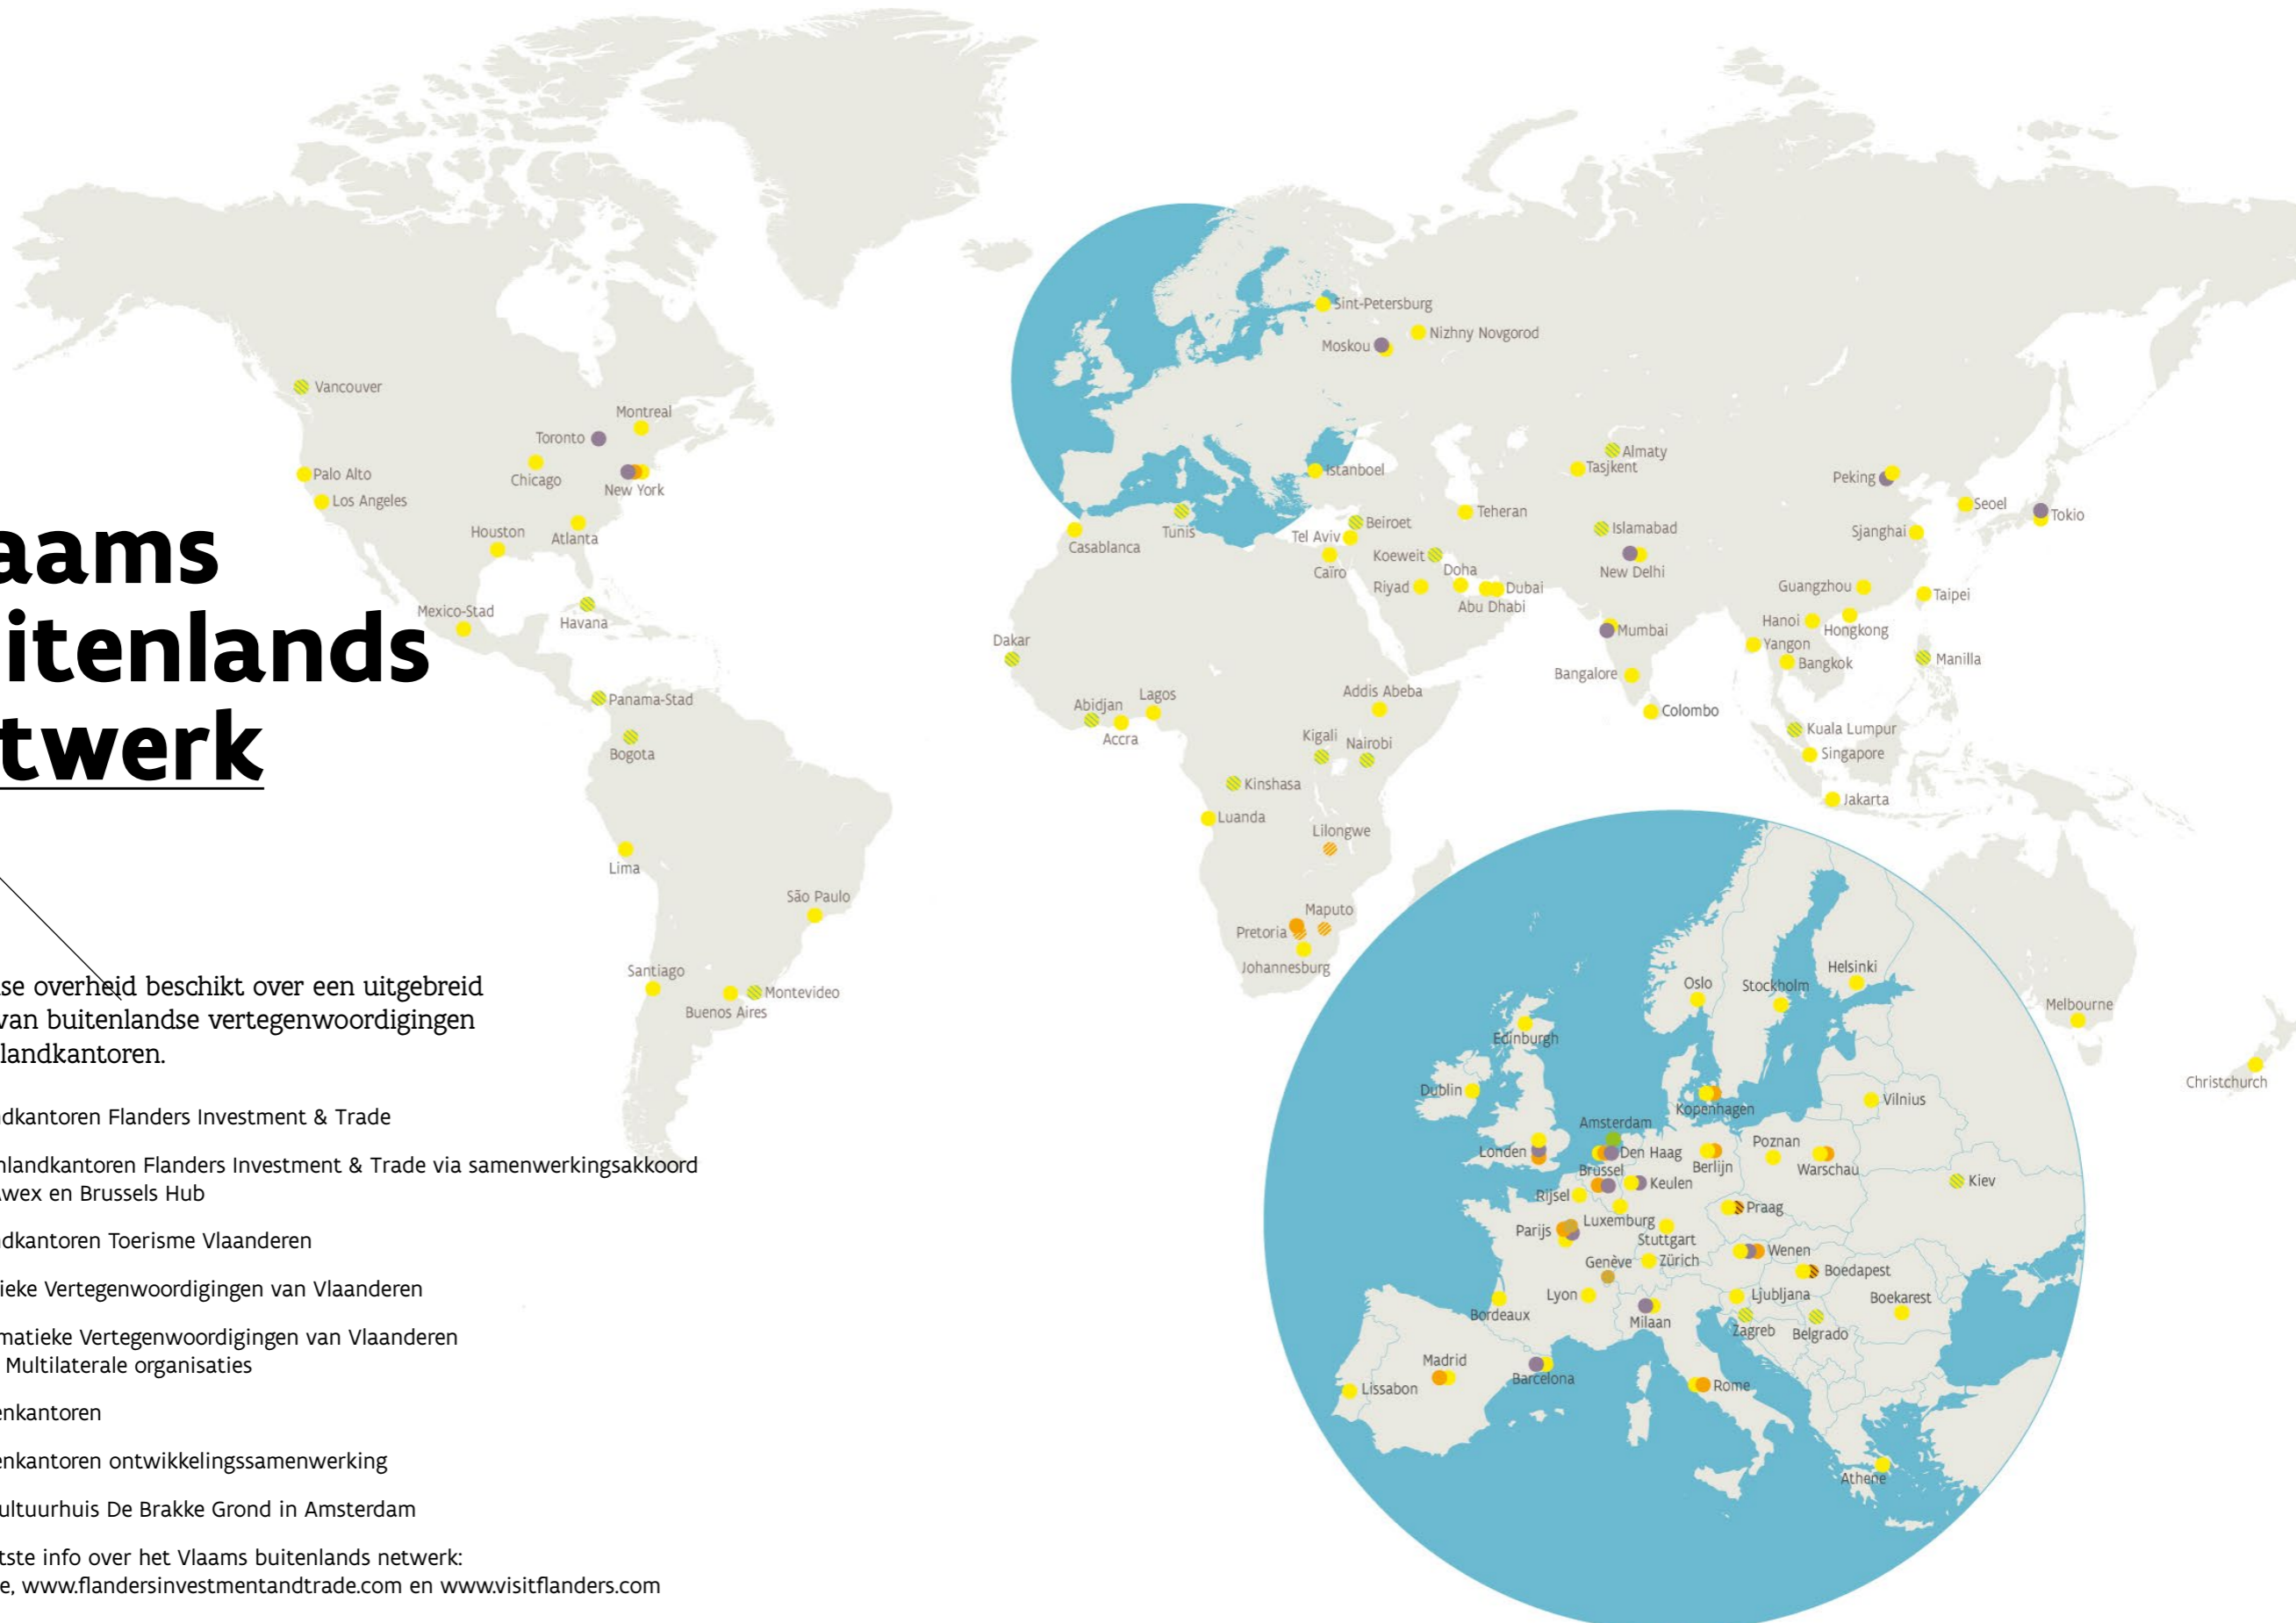 aams
itenlands
twerk
se overheid beschikt over een uitgebreid
van buitenlandse vertegenwoordigingen
landkantoren.
dkantoren Flanders Investment & Trade
nlandkantoren Flanders Investment & Trade via samenwerkingsakkoord
wex en Brussels Hub
dkantoren Toerisme Vlaanderen
ieke Vertegenwoordigingen van Vlaanderen
matieke Vertegenwoordigingen van Vlaanderen
Multilaterale organisaties
enkantoren
enkantoren ontwikkelingssamenwerking
ultuurhuis De Brakke Grond in Amsterdam
tste info over het Vlaams buitenlands netwerk:
e, www.flandersinvestmentandtrade.com en www.visitflanders.com
Vancouver
Montreal
Toronto
Chicago
New York
Palo Alto
Los Angeles
Houston
Atlanta
Mexico-Stad
Havana
Panama-Stad
Bogota
Lima
São Paulo
Santiago
Montevideo
Buenos Aires
Sint-Petersburg
Nizhny Novgorod
Moskou
Istanboel
Almaty
Tasjkent
Peking
Seoel
Tokio
Sjanghai
Teheran
Islamabad
Beiroet
Tunis
Casablanca
Tel Aviv
Koeweit
Caïro
Doha
New Delhi
Riyad
Dubai
Abu Dhabi
Guangzhou
Taipei
Hanoi
Hongkong
Mumbai
Yangon
Bangkok
Manilla
Bangalore
Colombo
Kuala Lumpur
Singapore
Jakarta
Dakar
Abidjan
Lagos
Accra
Addis Abeba
Kigali
Nairobi
Kinshasa
Luanda
Lilongwe
Maputo
Pretoria
Johannesburg
Melbourne
Christchurch
Helsinki
Oslo
Stockholm
Edinburgh
Dublin
Kopenhagen
Vilnius
Amsterdam
Londen
Den Haag
Berlijn
Poznan
Warschau
Brussel
Keulen
Kiev
Rijsel
Praag
Luxemburg
Parijs
Stuttgart
Wenen
Genève
Zürich
Boedapest
Lyon
Ljubljana
Boekarest
Bordeaux
Milaan
Zagreb
Belgrado
Madrid
Barcelona
Lissabon
Rome
Athene